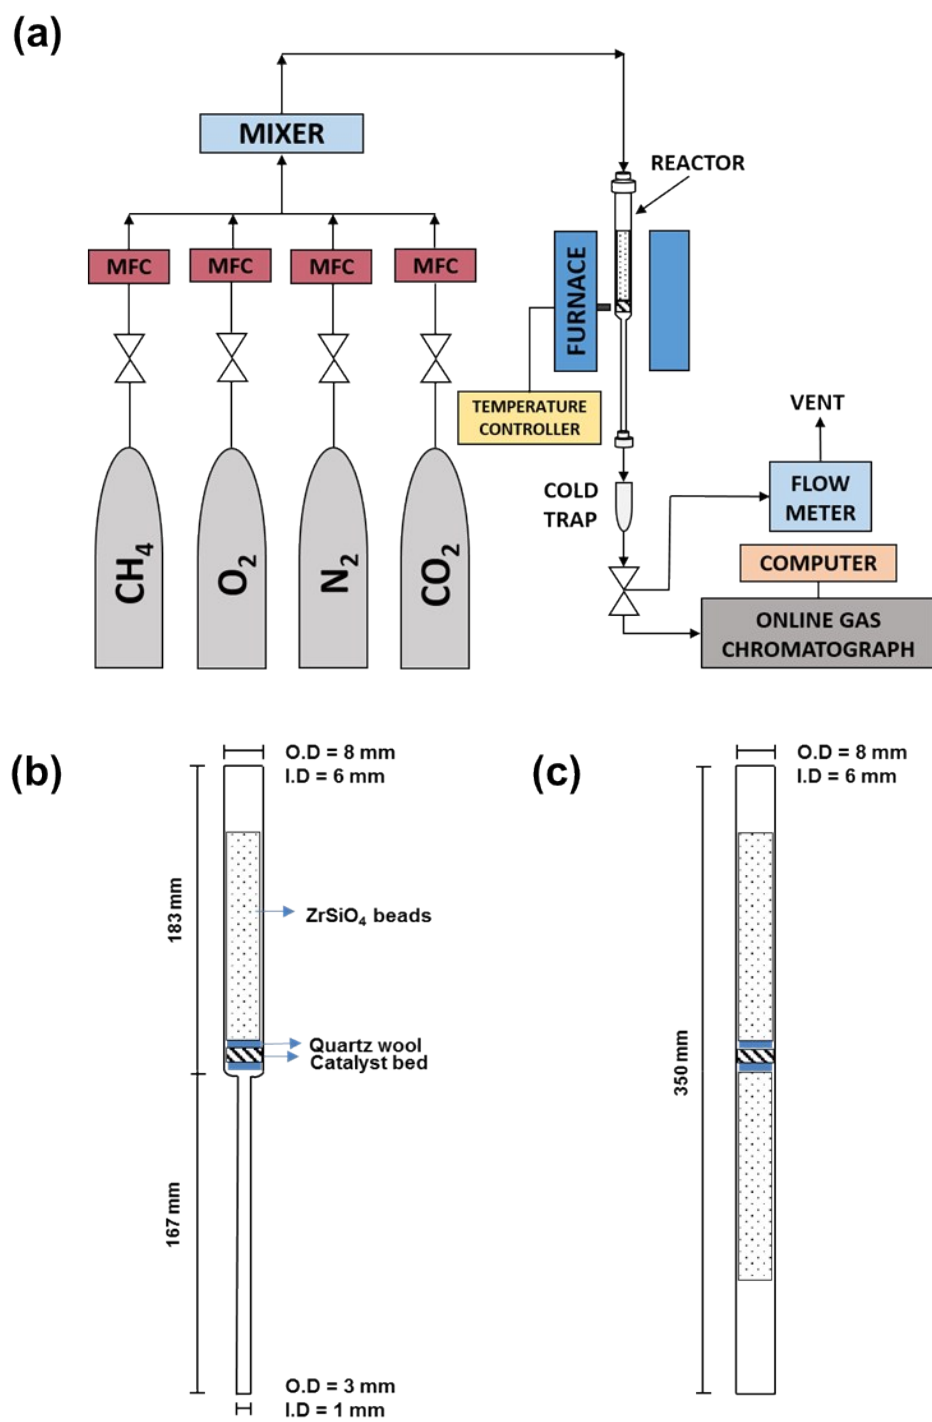 (a)
MIXER
REACTOR
MFC MFC MFC MFC
FURNACE
TEMPERATURE
CONTROLLER
VENT
COLD
TRAP
FLOW
METER
COMPUTER
ONLINE GAS
CHROMATOGRAPH
CH₄ O₂ N₂ CO₂
(b)
O.D = 8 mm
I.D = 6 mm
183 mm
ZrSiO₄ beads
Quartz wool
Catalyst bed
167 mm
O.D = 3 mm
I.D = 1 mm
(c)
O.D = 8 mm
I.D = 6 mm
350 mm